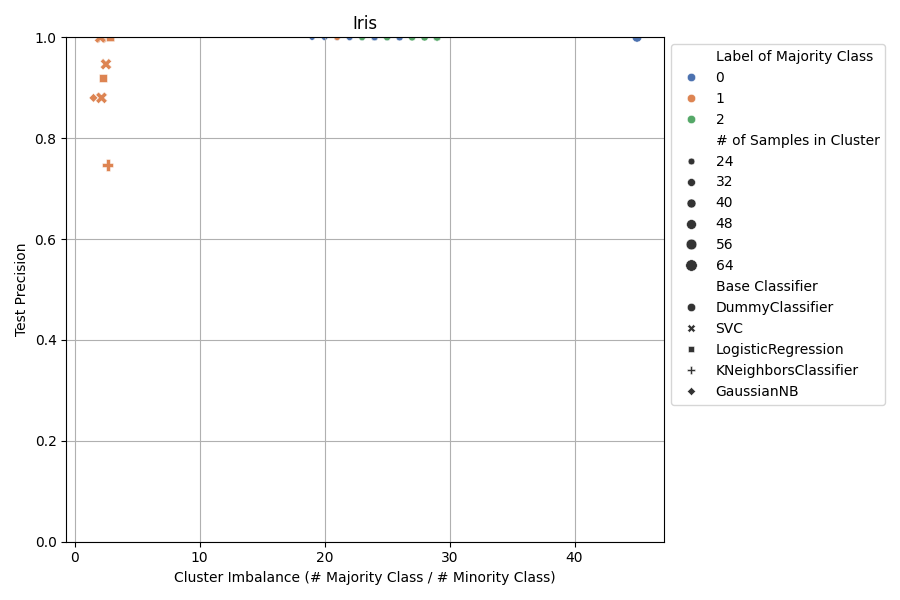 Iris
1.0
0.8
0.6
0.4
0.2
0.0
Test Precision
0
10
20
30
40
Cluster Imbalance (# Majority Class / # Minority Class)
Label of Majority Class
0
1
2
# of Samples in Cluster
24
32
40
48
56
64
Base Classifier
DummyClassifier
SVC
LogisticRegression
KNeighborsClassifier
GaussianNB